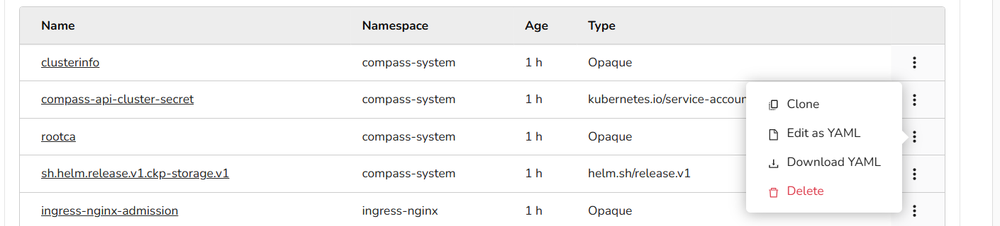 Name Namespace Age Type
clusterinfo compass-system 1 h Opaque
compass-api-cluster-secret compass-system 1 h kubernetes.io/service-accoun
Clone
rootca compass-system 1 h Opaque
Edit as YAML
Download YAML
sh.helm.release.v1.ckp-storage.v1 compass-system 1 h helm.sh/release.v1
Delete
ingress-nginx-admission ingress-nginx 1 h Opaque